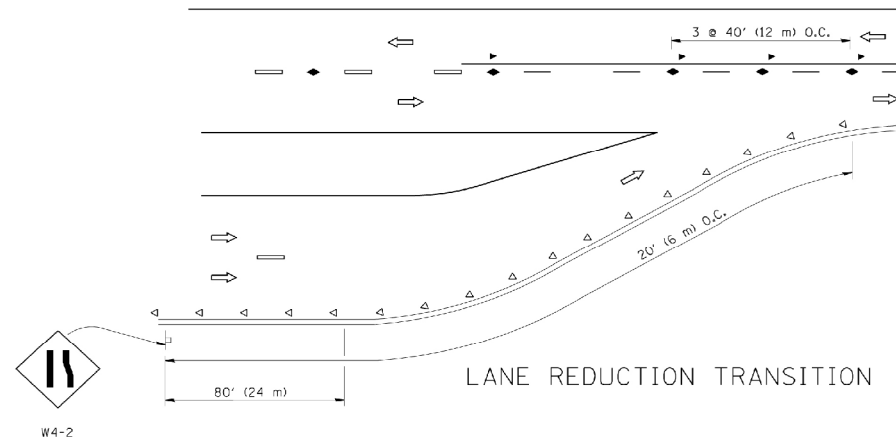 3 @ 40' (12 m) O.C.
20' (6 m) O.C.
80' (24 m)
LANE REDUCTION TRANSITION
W4-2